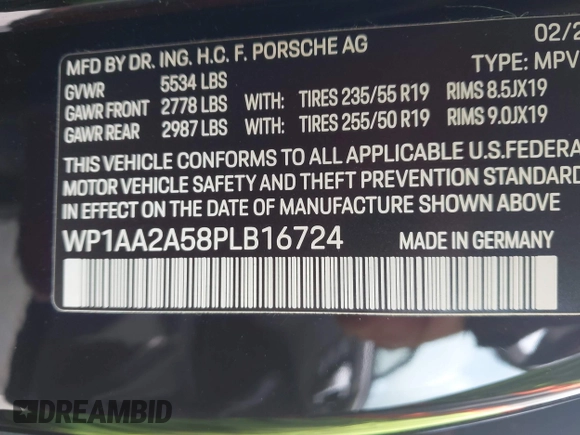 MFD BY DR. ING. H.C. F. PORSCHE AG 02/2
GVWR 5534 LBS TYPE: MPV
GAWR FRONT 2778 LBS WITH: TIRES 235/55 R19 RIMS 8.5JX19
GAWR REAR 2987 LBS WITH: TIRES 255/50 R19 RIMS 9.0JX19
THIS VEHICLE CONFORMS TO ALL APPLICABLE U.S.FEDERA
MOTOR VEHICLE SAFETY AND THEFT PREVENTION STANDARD
IN EFFECT ON THE DATE OF MANUFACTURE SHOWN ABOVE
WP1AA2A58PLB16724 MADE IN GERMANY
DREAMBID